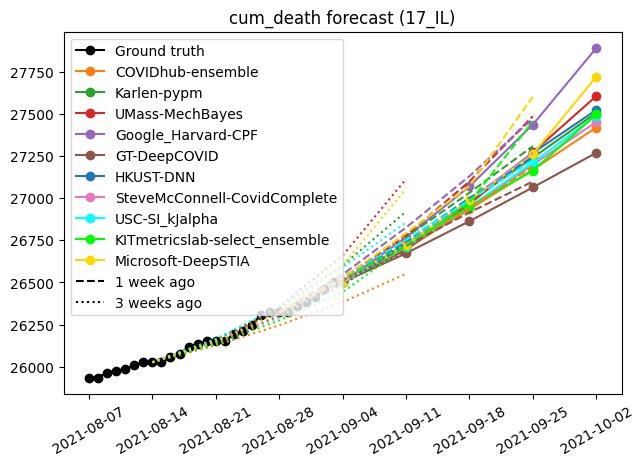 cum_death forecast (17_IL)
27750
27500
27250
27000
26750
26500
26250
26000
Ground truth
COVIDhub-ensemble
Karlen-pypm
UMass-MechBayes
Google_Harvard-CPF
GT-DeepCOVID
HKUST-DNN
SteveMcConnell-CovidComplete
USC-SI_kJalpha
KITmetricslab-select_ensemble
Microsoft-DeepSTIA
1 week ago
3 weeks ago
2021-08-07
2021-08-14
2021-08-21
2021-08-28
2021-09-04
2021-09-11
2021-09-18
2021-09-25
2021-10-02